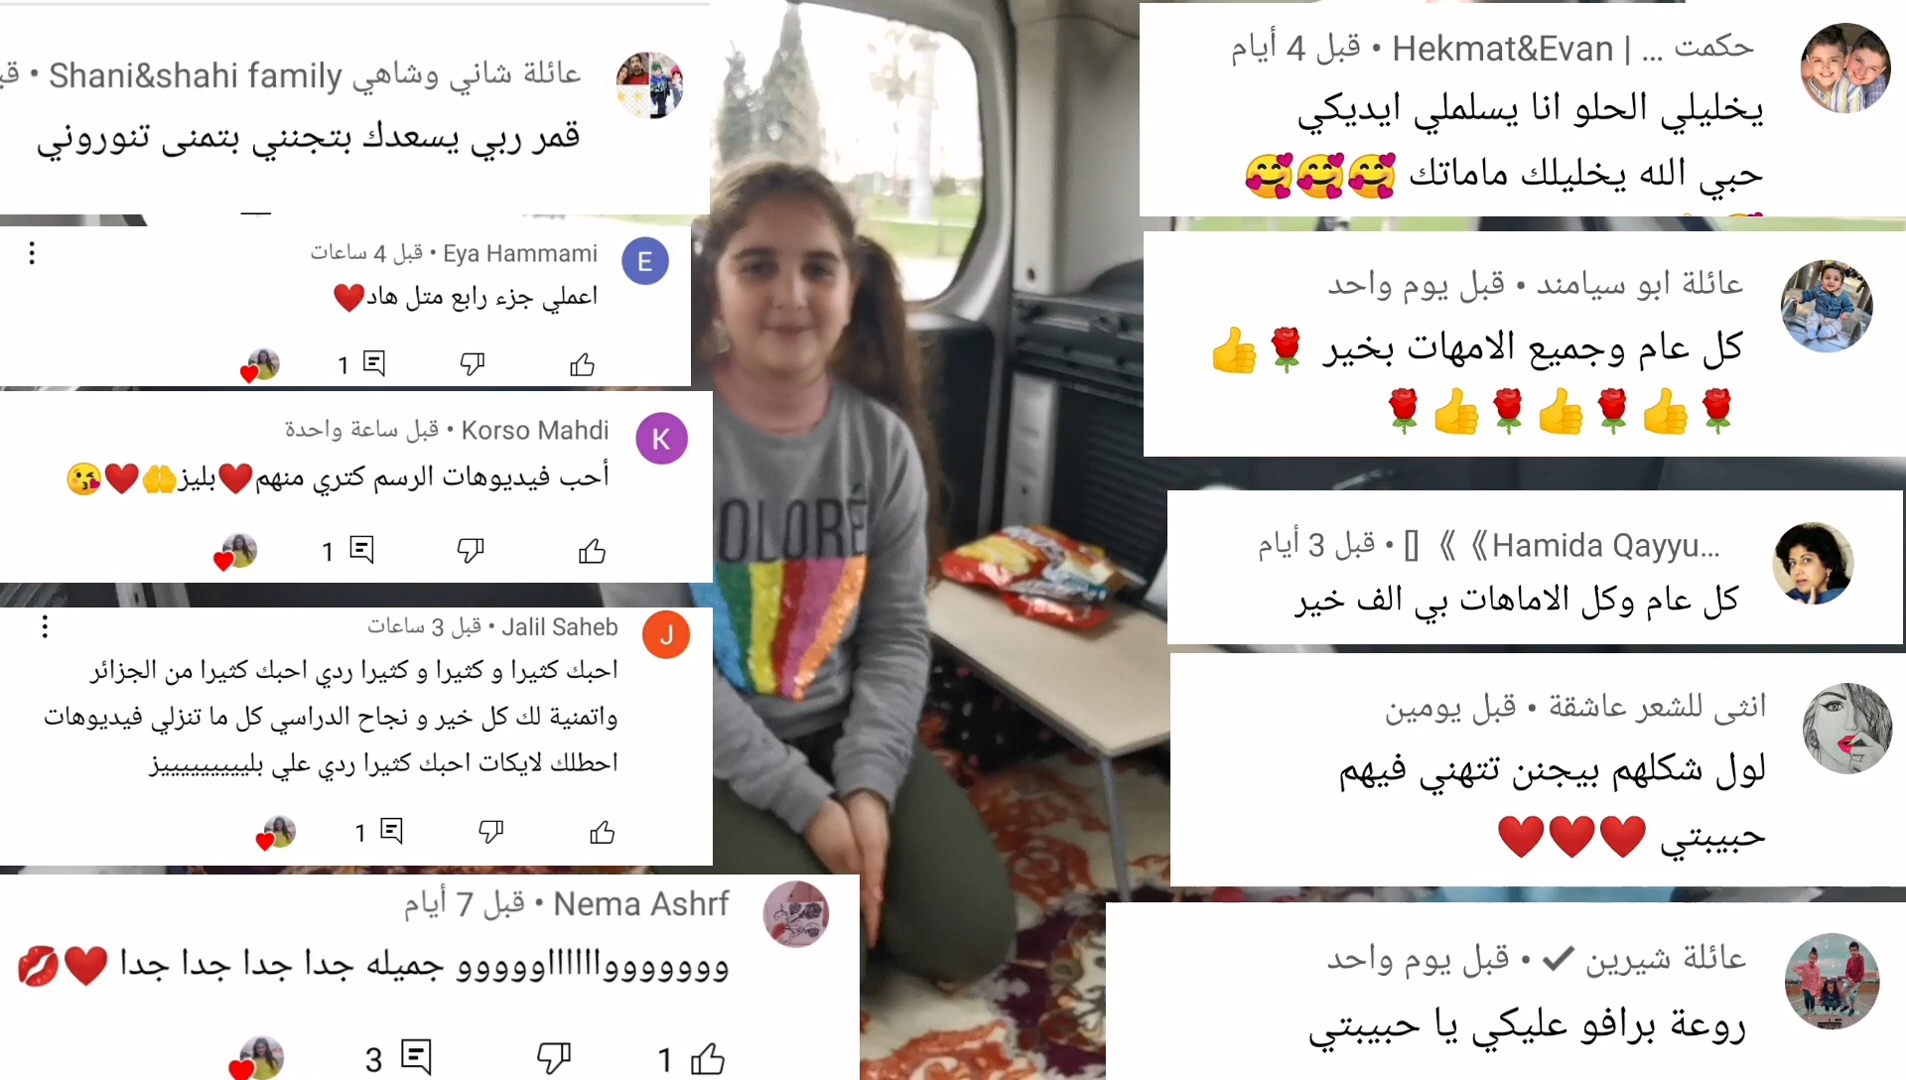 عائلة شاني وشاهي Shani&shahi family •
قمر ربي يسعدك بتجنني بتمنى تنوروني
Eya Hammami • قبل 4 ساعات
E
اعملي جزء رابع متل هاد❤️
1
Korso Mahdi • قبل ساعة واحدة
K
أحب فيديوهات الرسم كتري منهم❤️بليز🤲❤️😘
1
Jalil Saheb • قبل 3 ساعات
J
احبك كثيرا و كثيرا و كثيرا ردي احبك كثيرا من الجزائر
واتمنية لك كل خير و نجاح الدراسي كل ما تنزلي فيديوهات
احطلك لايكات احبك كثيرا ردي علي بلييييييييييز
1
Nema Ashrf • قبل 7 أيام
وووووووااااااووووو جميله جدا جدا جدا جدا ❤️💋
1 3
حكمت ... | Hekmat&Evan • قبل 4 أيام
يخليلي الحلو انا يسلملي ايديكي
حبي الله يخليلك ماماتك 🥰🥰🥰
عائلة ابو سيامند • قبل يوم واحد
كل عام وجميع الامهات بخير 🌹👍
🌹👍🌹👍🌹👍🌹
Hamida Qayyu...》》 [] • قبل 3 أيام
كل عام وكل الاماهات بي الف خير
انثى للشعر عاشقة • قبل يومين
لول شكلهم بيجنن تتهني فيهم
حبيبتي ❤️❤️❤️
عائلة شيرين ✔ • قبل يوم واحد
روعة برافو عليكي يا حبيبتي
OLORÉ